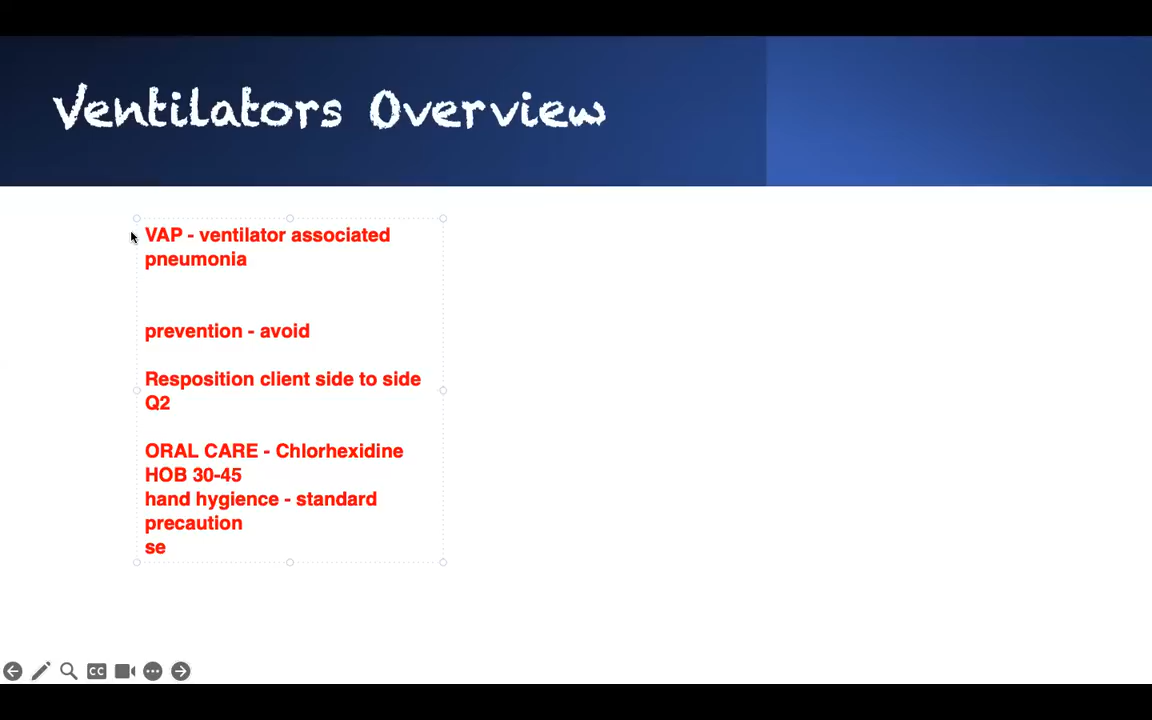 Ventilators Overview
VAP - ventilator associated
pneumonia
prevention - avoid
Resposition client side to side
Q2
ORAL CARE - Chlorhexidine
HOB 30-45
hand hygience - standard
precaution
se
CC